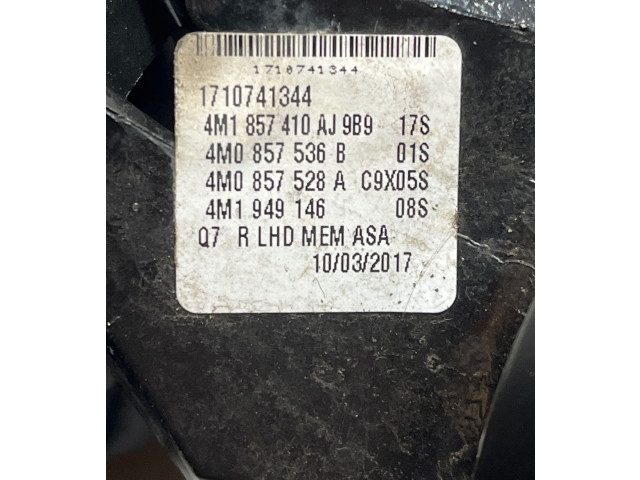 1710741344
1710741344
4M1 857 410 AJ 9B9 17S
4M0 857 536 B 01S
4M0 857 528 A C9X05S
4M1 949 146 08S
Q7 R LHD MEM ASA
10/03/2017